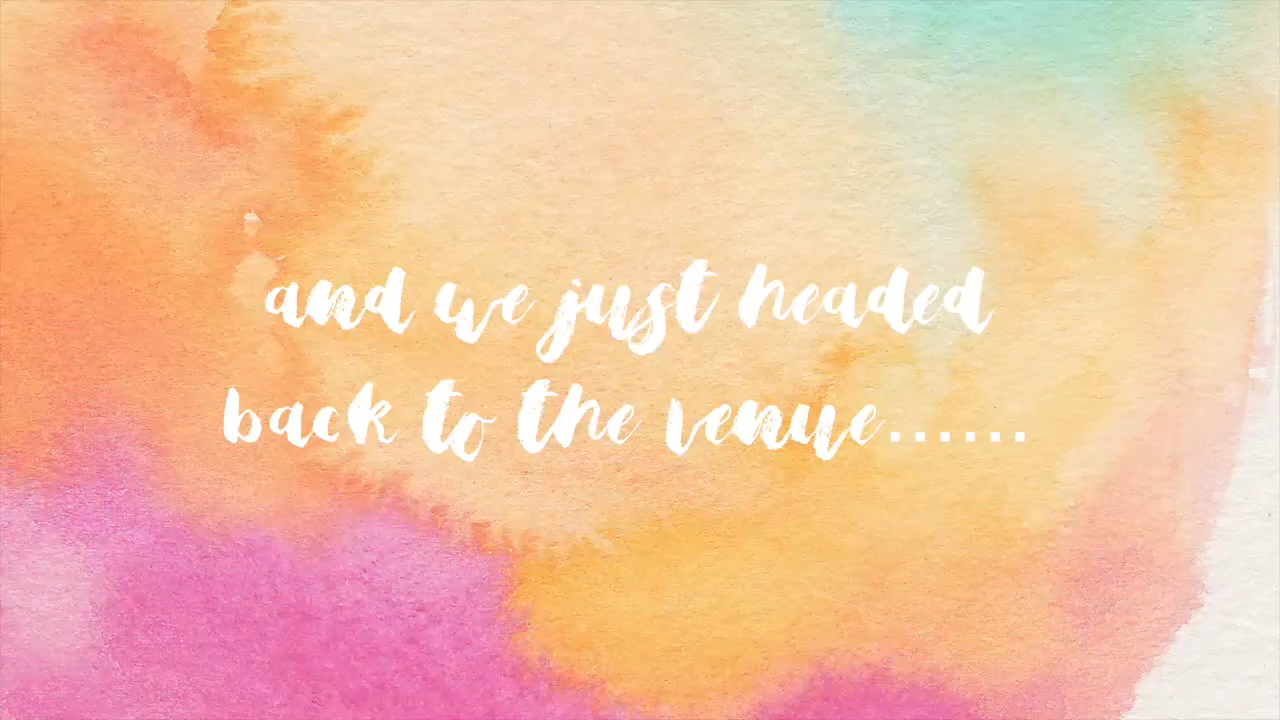 and we just headed
back to the venue......